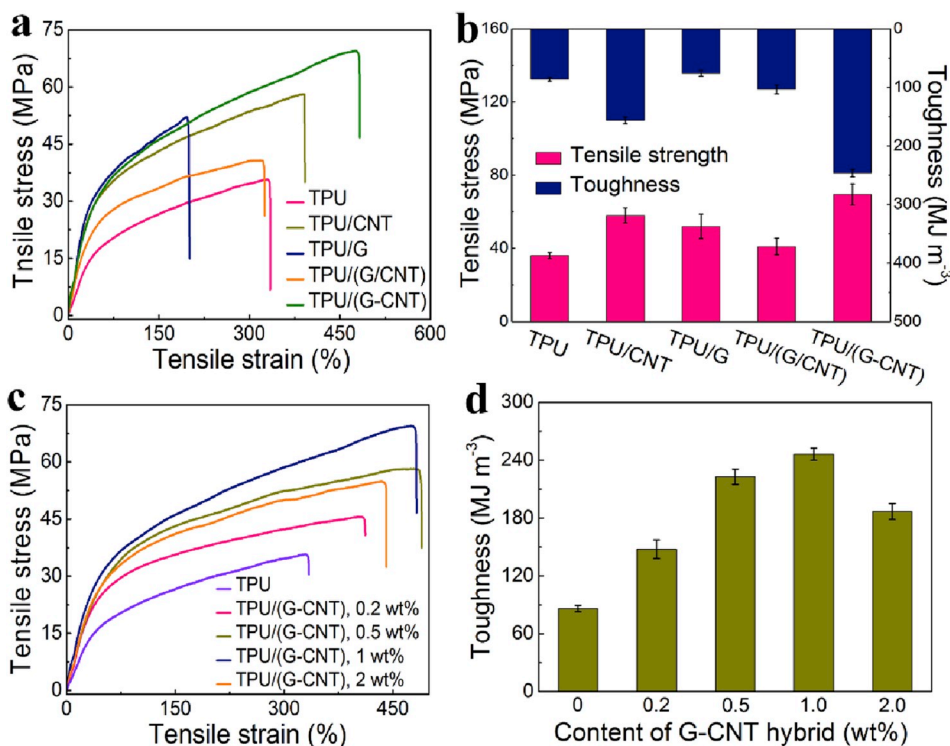 a
Tnsile stress (MPa)
75
60
45
30
15
0
0 150 300 450 600
Tensile strain (%)
TPU
TPU/CNT
TPU/G
TPU/(G/CNT)
TPU/(G-CNT)
b
Tensile stress (MPa)
160
120
80
40
0
Tensile strength
Toughness
0
100
200
300
400
500
Toughness (MJ m⁻³)
TPU TPU/CNT TPU/G TPU/(G/CNT) TPU/(G-CNT)
c
Tensile stress (MPa)
75
60
45
30
15
0
0 150 300 450
Tensile strain (%)
TPU
TPU/(G-CNT), 0.2 wt%
TPU/(G-CNT), 0.5 wt%
TPU/(G-CNT), 1 wt%
TPU/(G-CNT), 2 wt%
d
Toughness (MJ m⁻³)
300
240
180
120
60
0
0 0.2 0.5 1.0 2.0
Content of G-CNT hybrid (wt%)